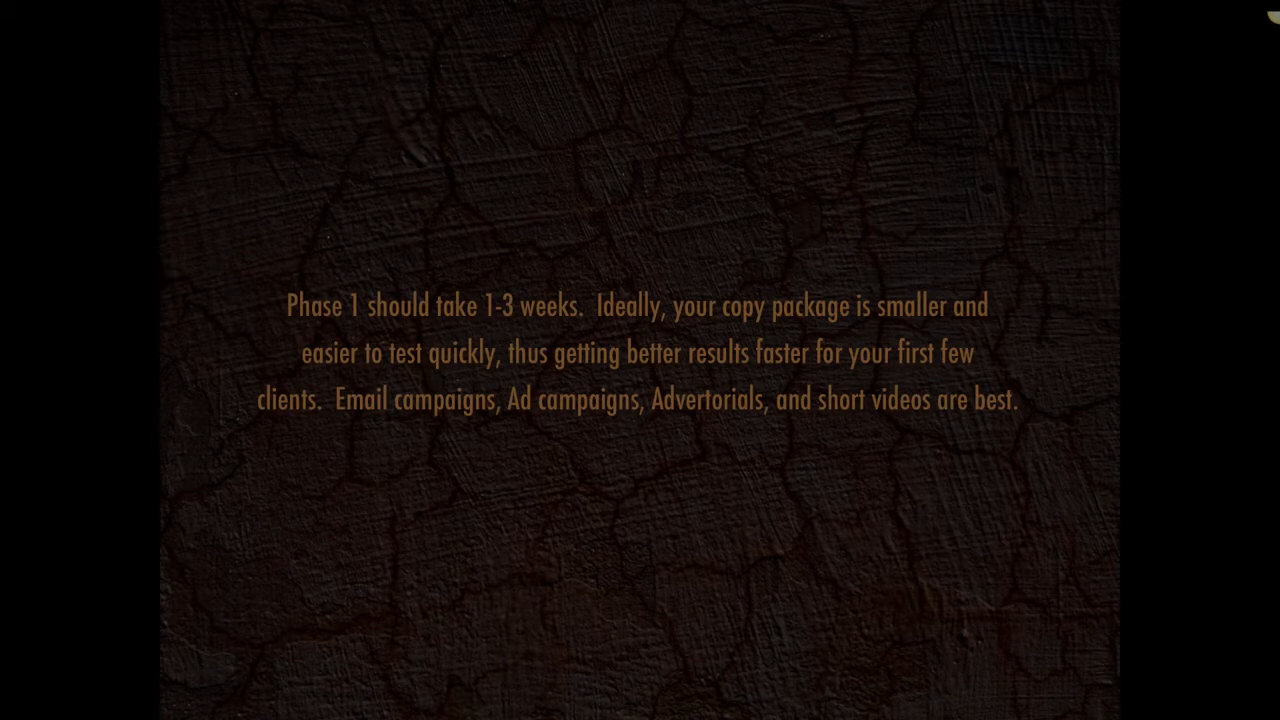 Phase 1 should take 1-3 weeks.  Ideally, your copy package is smaller and
easier to test quickly, thus getting better results faster for your first few
clients.  Email campaigns, Ad campaigns, Advertorials, and short videos are best.